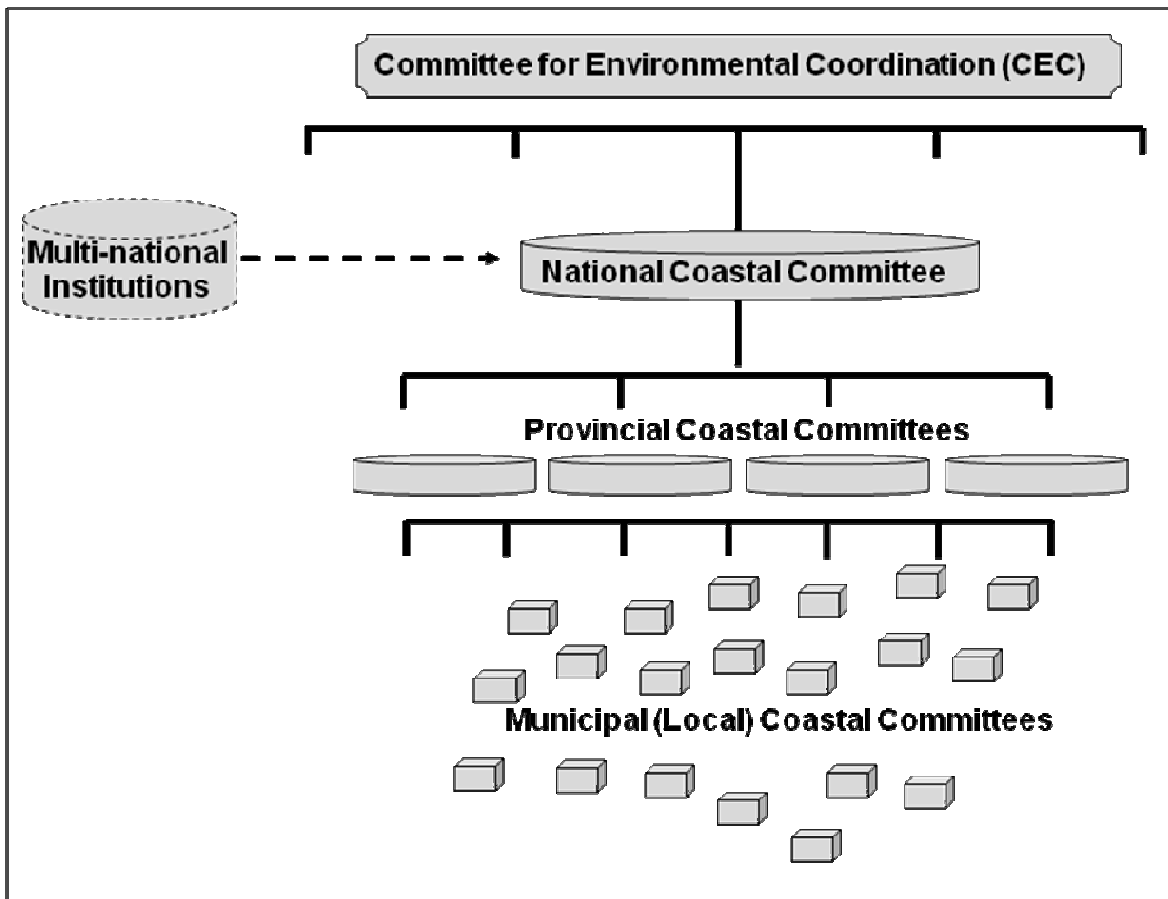 Committee for Environmental Coordination (CEC)
Multi-national
Institutions
National Coastal Committee
Provincial Coastal Committees
Municipal (Local) Coastal Committees